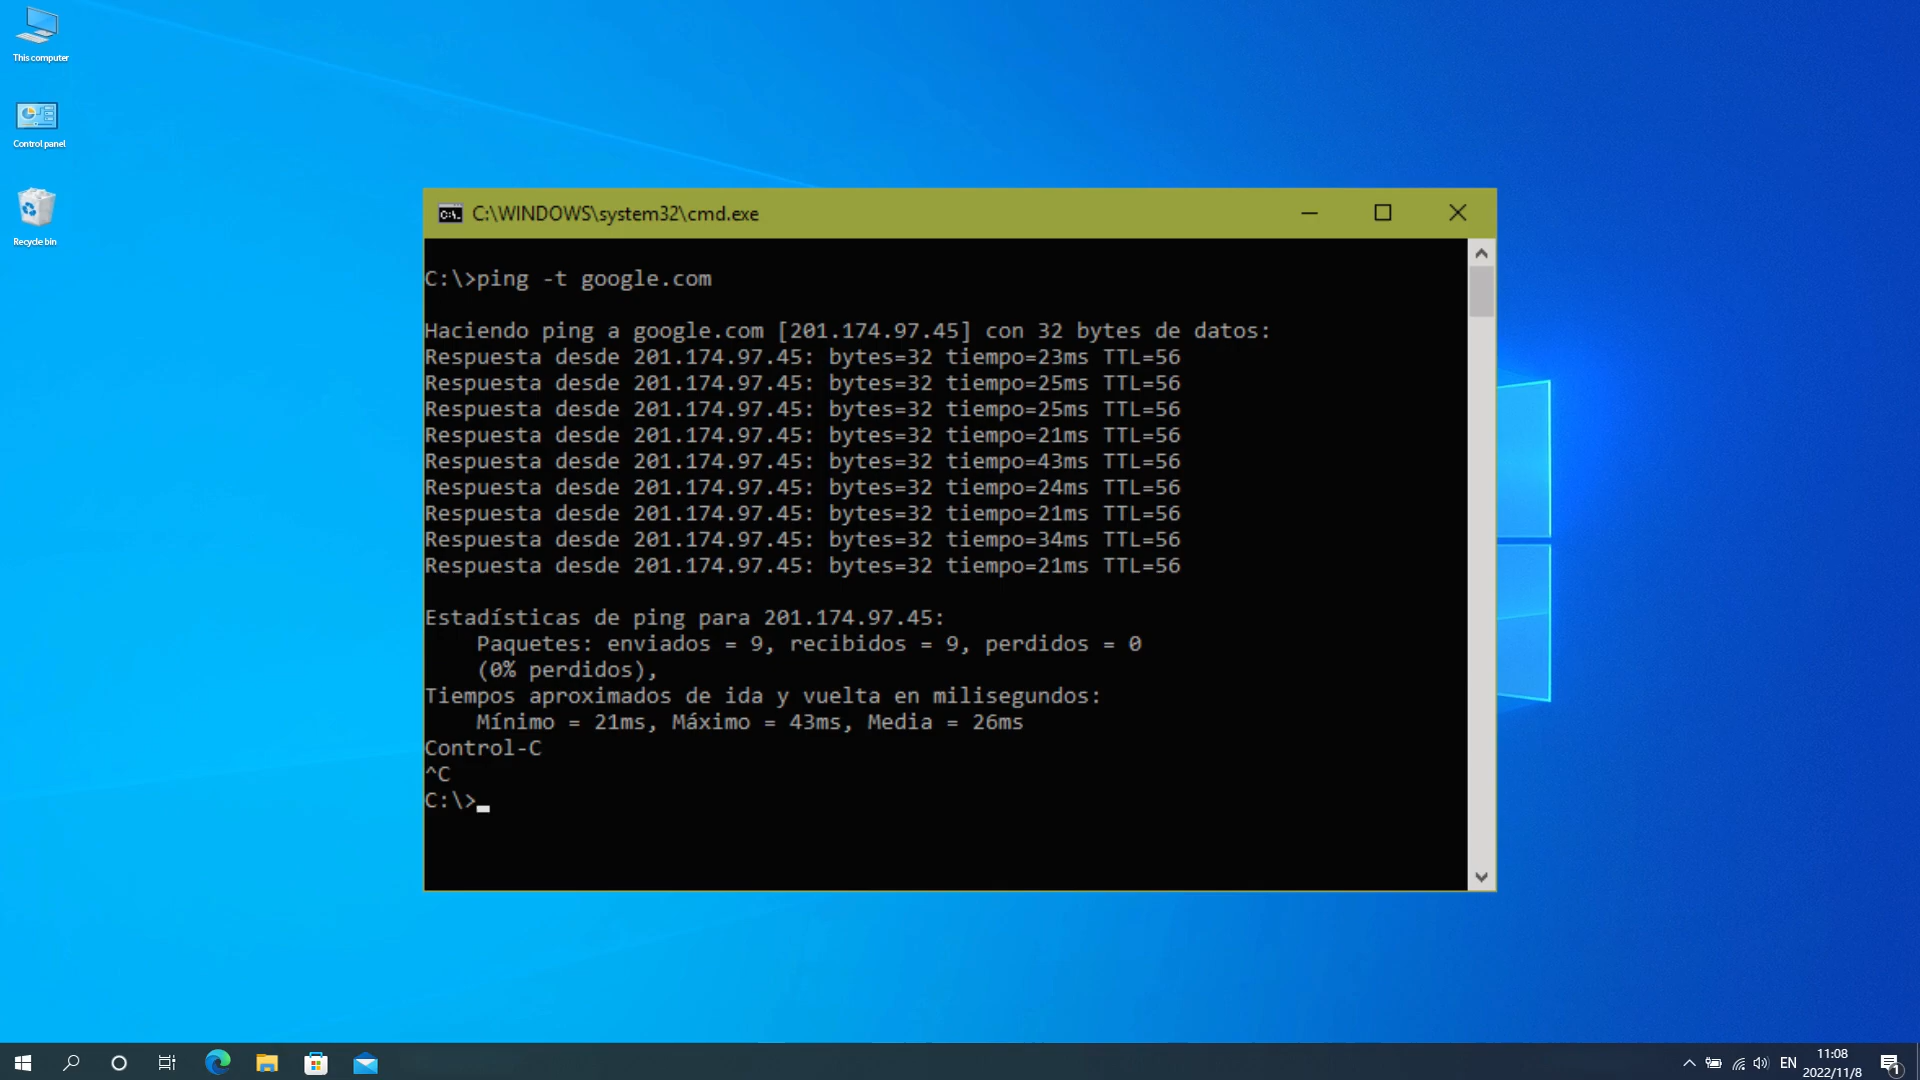 This computer
Control panel
Recycle bin
C:\WINDOWS\system32\cmd.exe
C:\>ping -t google.com
Haciendo ping a google.com [201.174.97.45] con 32 bytes de datos:
Respuesta desde 201.174.97.45: bytes=32 tiempo=23ms TTL=56
Respuesta desde 201.174.97.45: bytes=32 tiempo=25ms TTL=56
Respuesta desde 201.174.97.45: bytes=32 tiempo=25ms TTL=56
Respuesta desde 201.174.97.45: bytes=32 tiempo=21ms TTL=56
Respuesta desde 201.174.97.45: bytes=32 tiempo=43ms TTL=56
Respuesta desde 201.174.97.45: bytes=32 tiempo=24ms TTL=56
Respuesta desde 201.174.97.45: bytes=32 tiempo=21ms TTL=56
Respuesta desde 201.174.97.45: bytes=32 tiempo=34ms TTL=56
Respuesta desde 201.174.97.45: bytes=32 tiempo=21ms TTL=56
Estadísticas de ping para 201.174.97.45:
Paquetes: enviados = 9, recibidos = 9, perdidos = 0
(0% perdidos),
Tiempos aproximados de ida y vuelta en milisegundos:
Mínimo = 21ms, Máximo = 43ms, Media = 26ms
Control-C
^C
C:\>
EN
11:08
2022/11/8
1